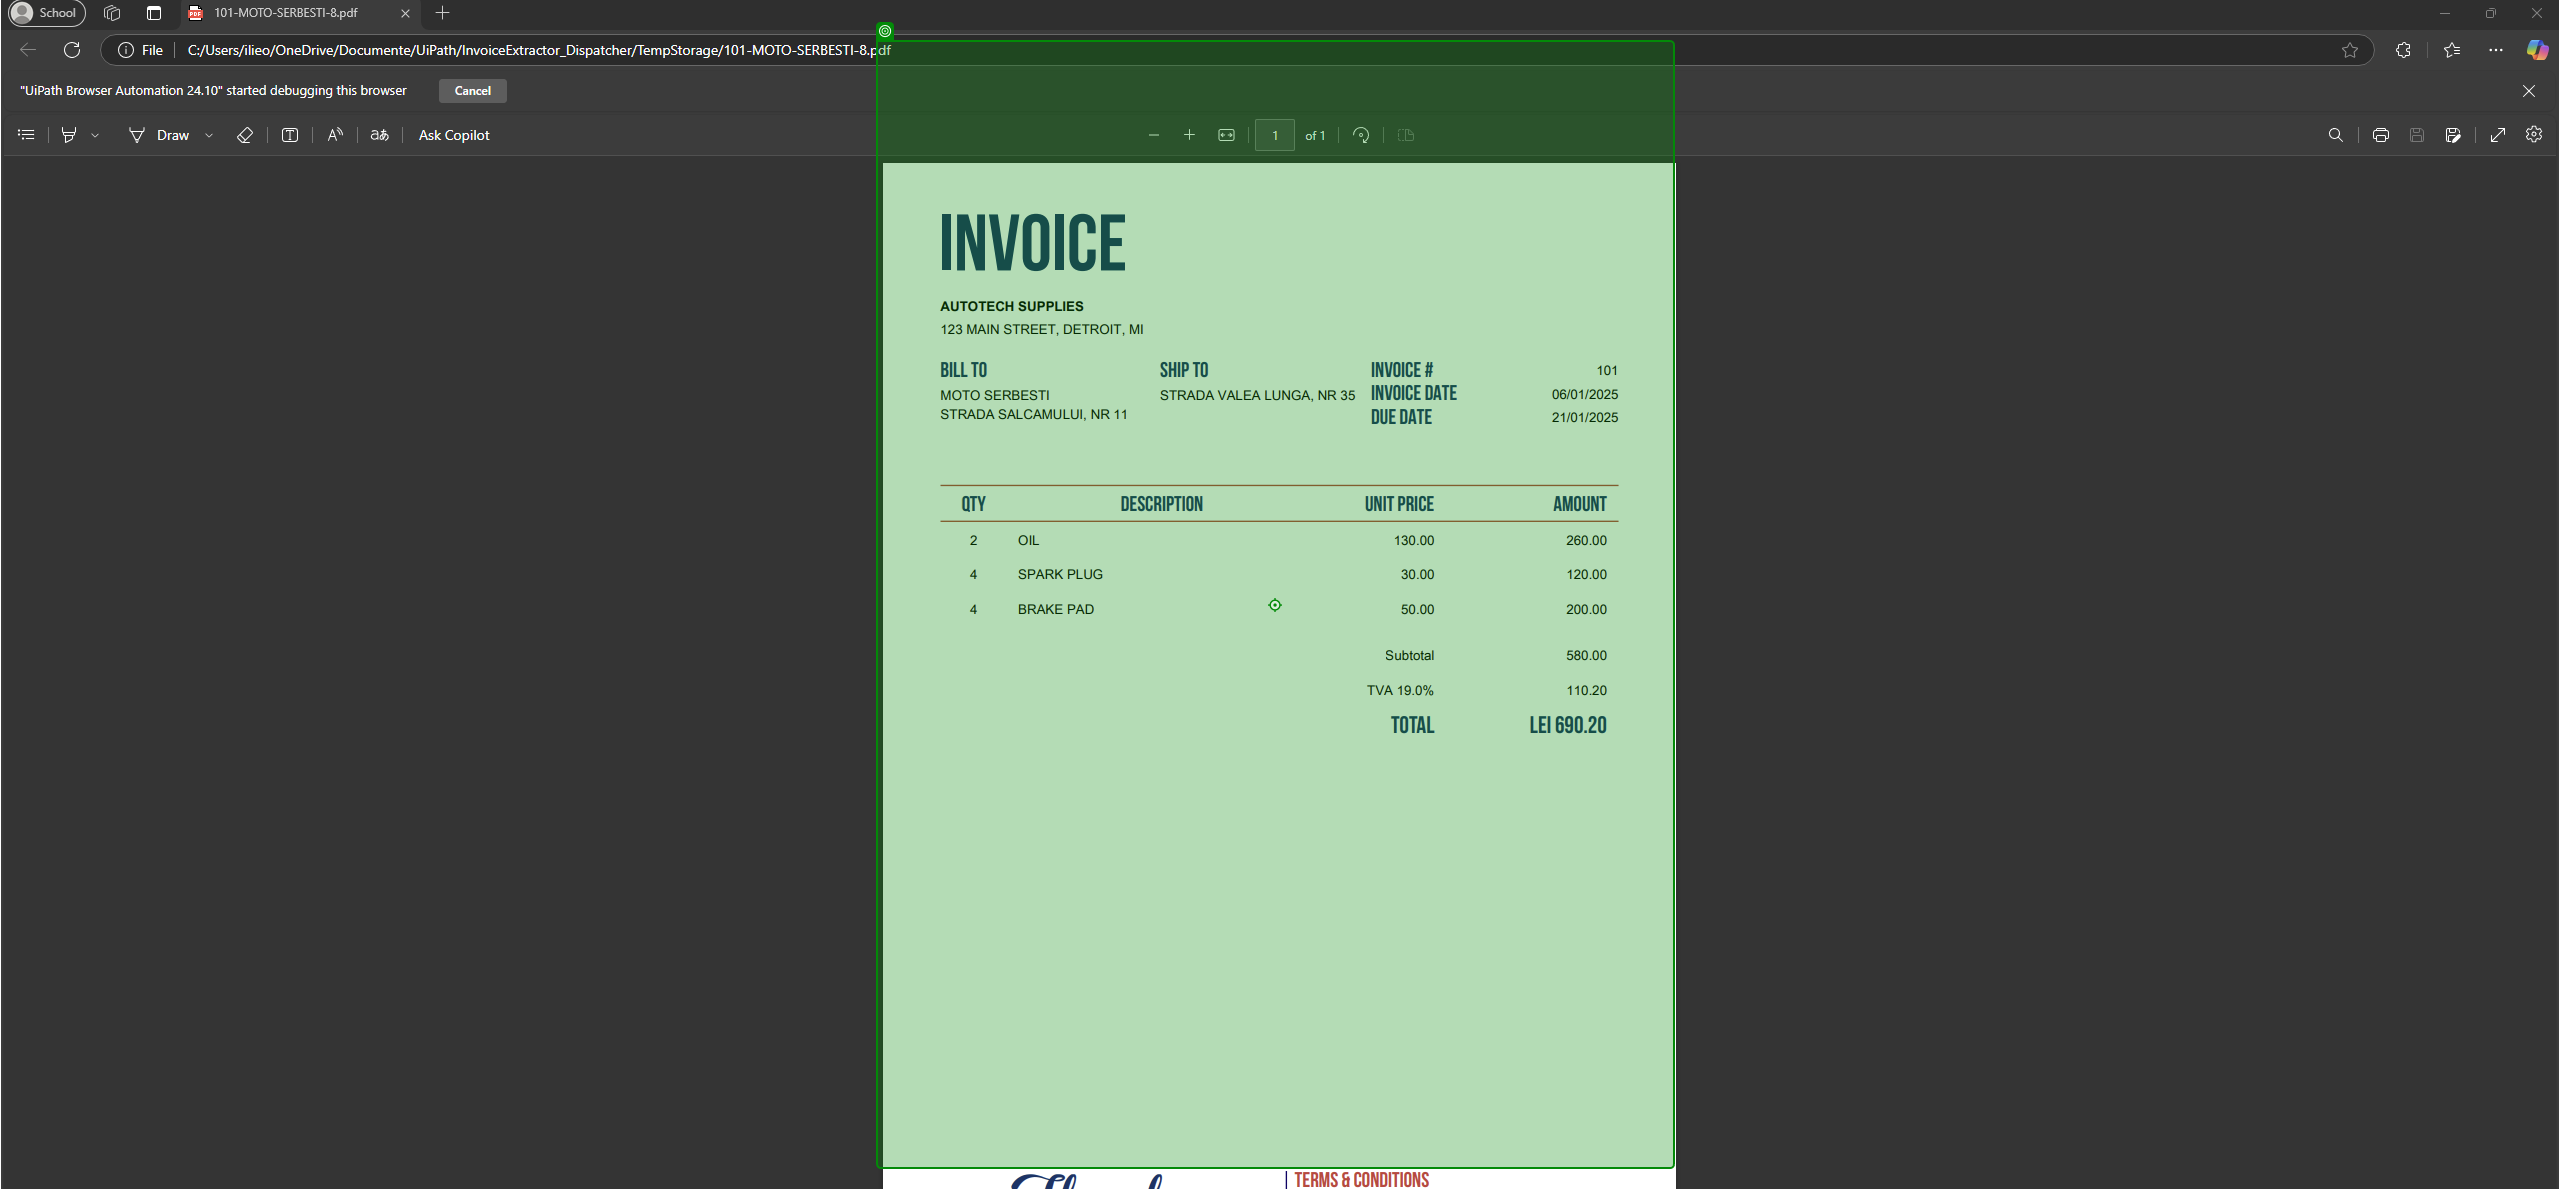 School
101-MOTO-SERBESTI-8.pdf
File
C:/Users/ilieo/OneDrive/Documente/UiPath/InvoiceExtractor_Dispatcher/TempStorage/101-MOTO-SERBESTI-8.pdf
"UiPath Browser Automation 24.10" started debugging this browser
Cancel
Draw
Ask Copilot
1 of 1
INVOICE
AUTOTECH SUPPLIES
123 MAIN STREET, DETROIT, MI
BILL TO SHIP TO INVOICE # 101
MOTO SERBESTI STRADA VALEA LUNGA, NR 35 INVOICE DATE 06/01/2025
STRADA SALCAMULUI, NR 11 DUE DATE 21/01/2025
QTY DESCRIPTION UNIT PRICE AMOUNT
2 OIL 130.00 260.00
4 SPARK PLUG 30.00 120.00
4 BRAKE PAD 50.00 200.00
Subtotal 580.00
TVA 19.0% 110.20
TOTAL LEI 690.20
TERMS & CONDITIONS